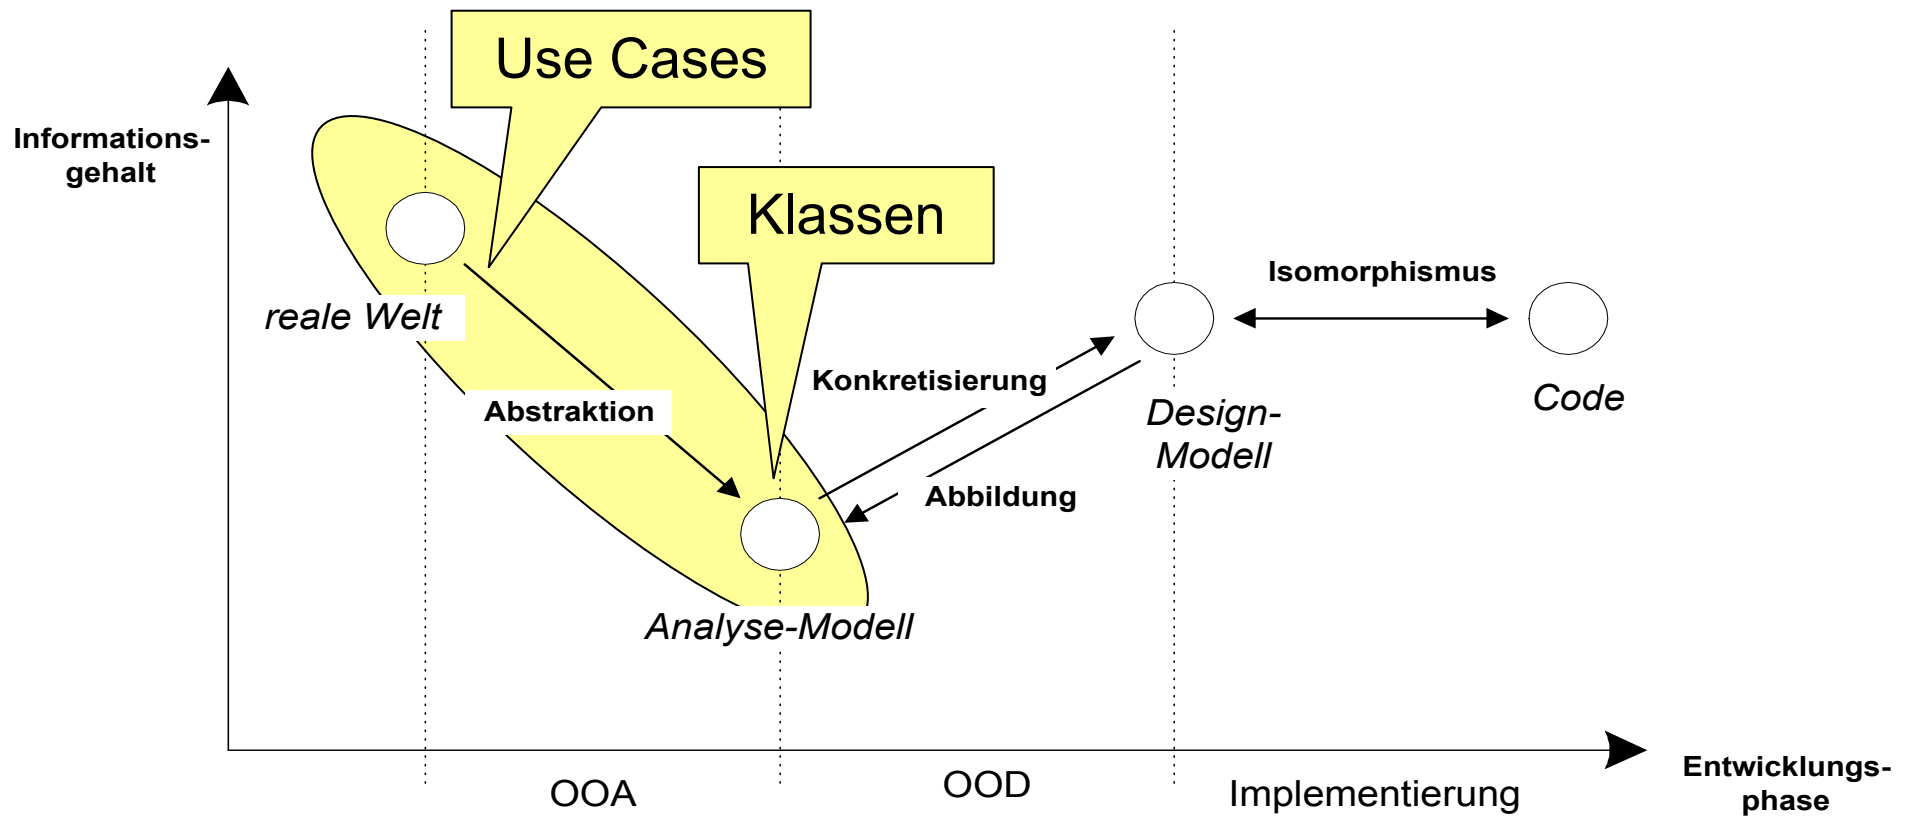 Use Cases
Informations-
gehalt
Klassen
Isomorphismus
reale Welt
Konkretisierung
Abstraktion
Design-
Modell
Code
Abbildung
Analyse-Modell
OOA
OOD
Implementierung
Entwicklungs-
phase